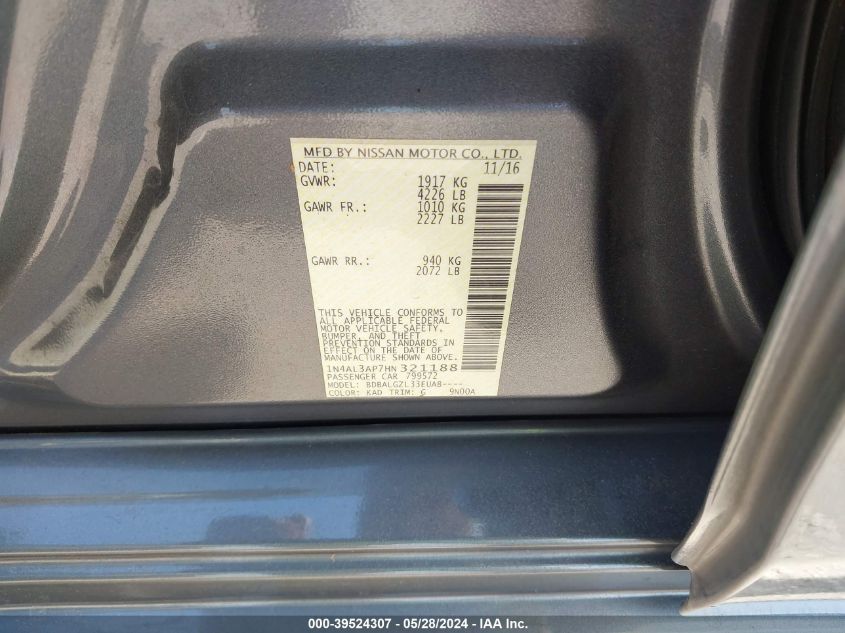 MFD BY NISSAN MOTOR CO., LTD.
DATE: 11/16
GVWR: 1917 KG
4226 LB
GAWR FR.: 1010 KG
2227 LB
GAWR RR.: 940 KG
2072 LB
THIS VEHICLE CONFORMS TO
ALL APPLICABLE FEDERAL
MOTOR VEHICLE SAFETY,
BUMPER, AND THEFT
PREVENTION STANDARDS IN
EFFECT ON THE DATE OF
MANUFACTURE SHOWN ABOVE.
1N4AL3AP7HN321188
PASSENGER CAR 799572
MODEL: BDBALGZL33EUA8----
COLOR: KAD TRIM: G 9N00A
000-39524307 / 05/28/2024 - IAA Inc.